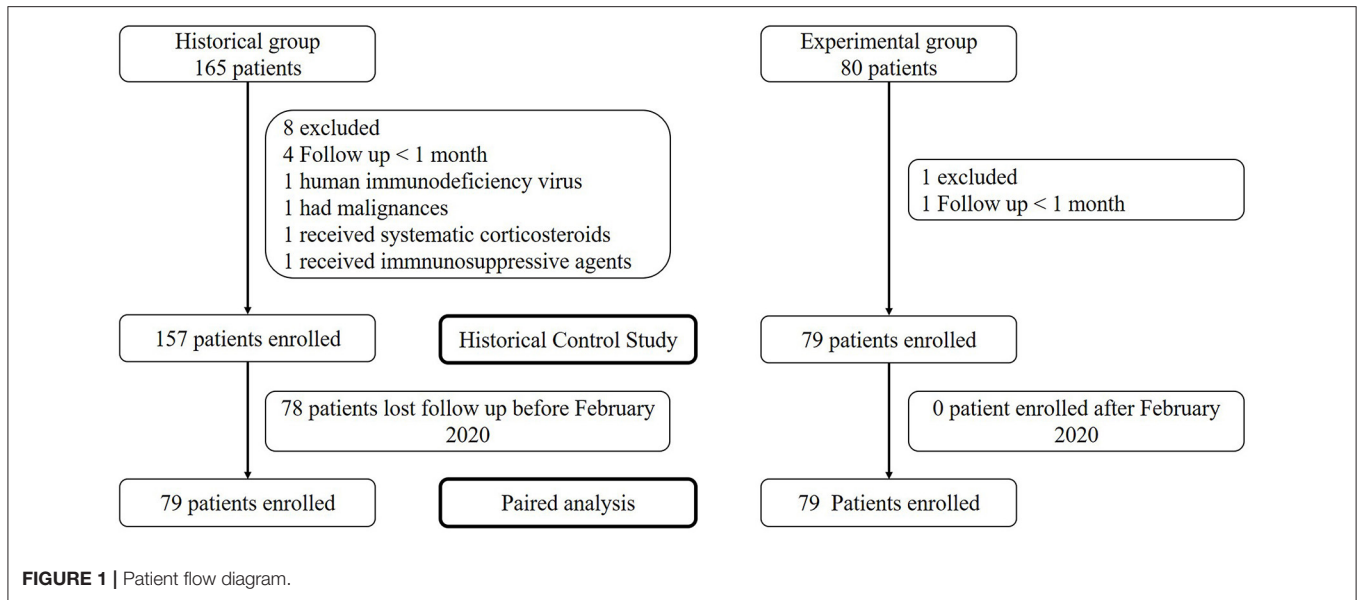 Historical group
165 patients
Experimental group
80 patients
8 excluded
4 Follow up < 1 month
1 human immunodeficiency virus
1 had malignances
1 received systematic corticosteroids
1 received immnunosuppressive agents
1 excluded
1 Follow up < 1 month
157 patients enrolled
Historical Control Study
79 patients enrolled
78 patients lost follow up before February
2020
0 patient enrolled after February
2020
79 patients enrolled
Paired analysis
79 Patients enrolled
FIGURE 1 | Patient flow diagram.